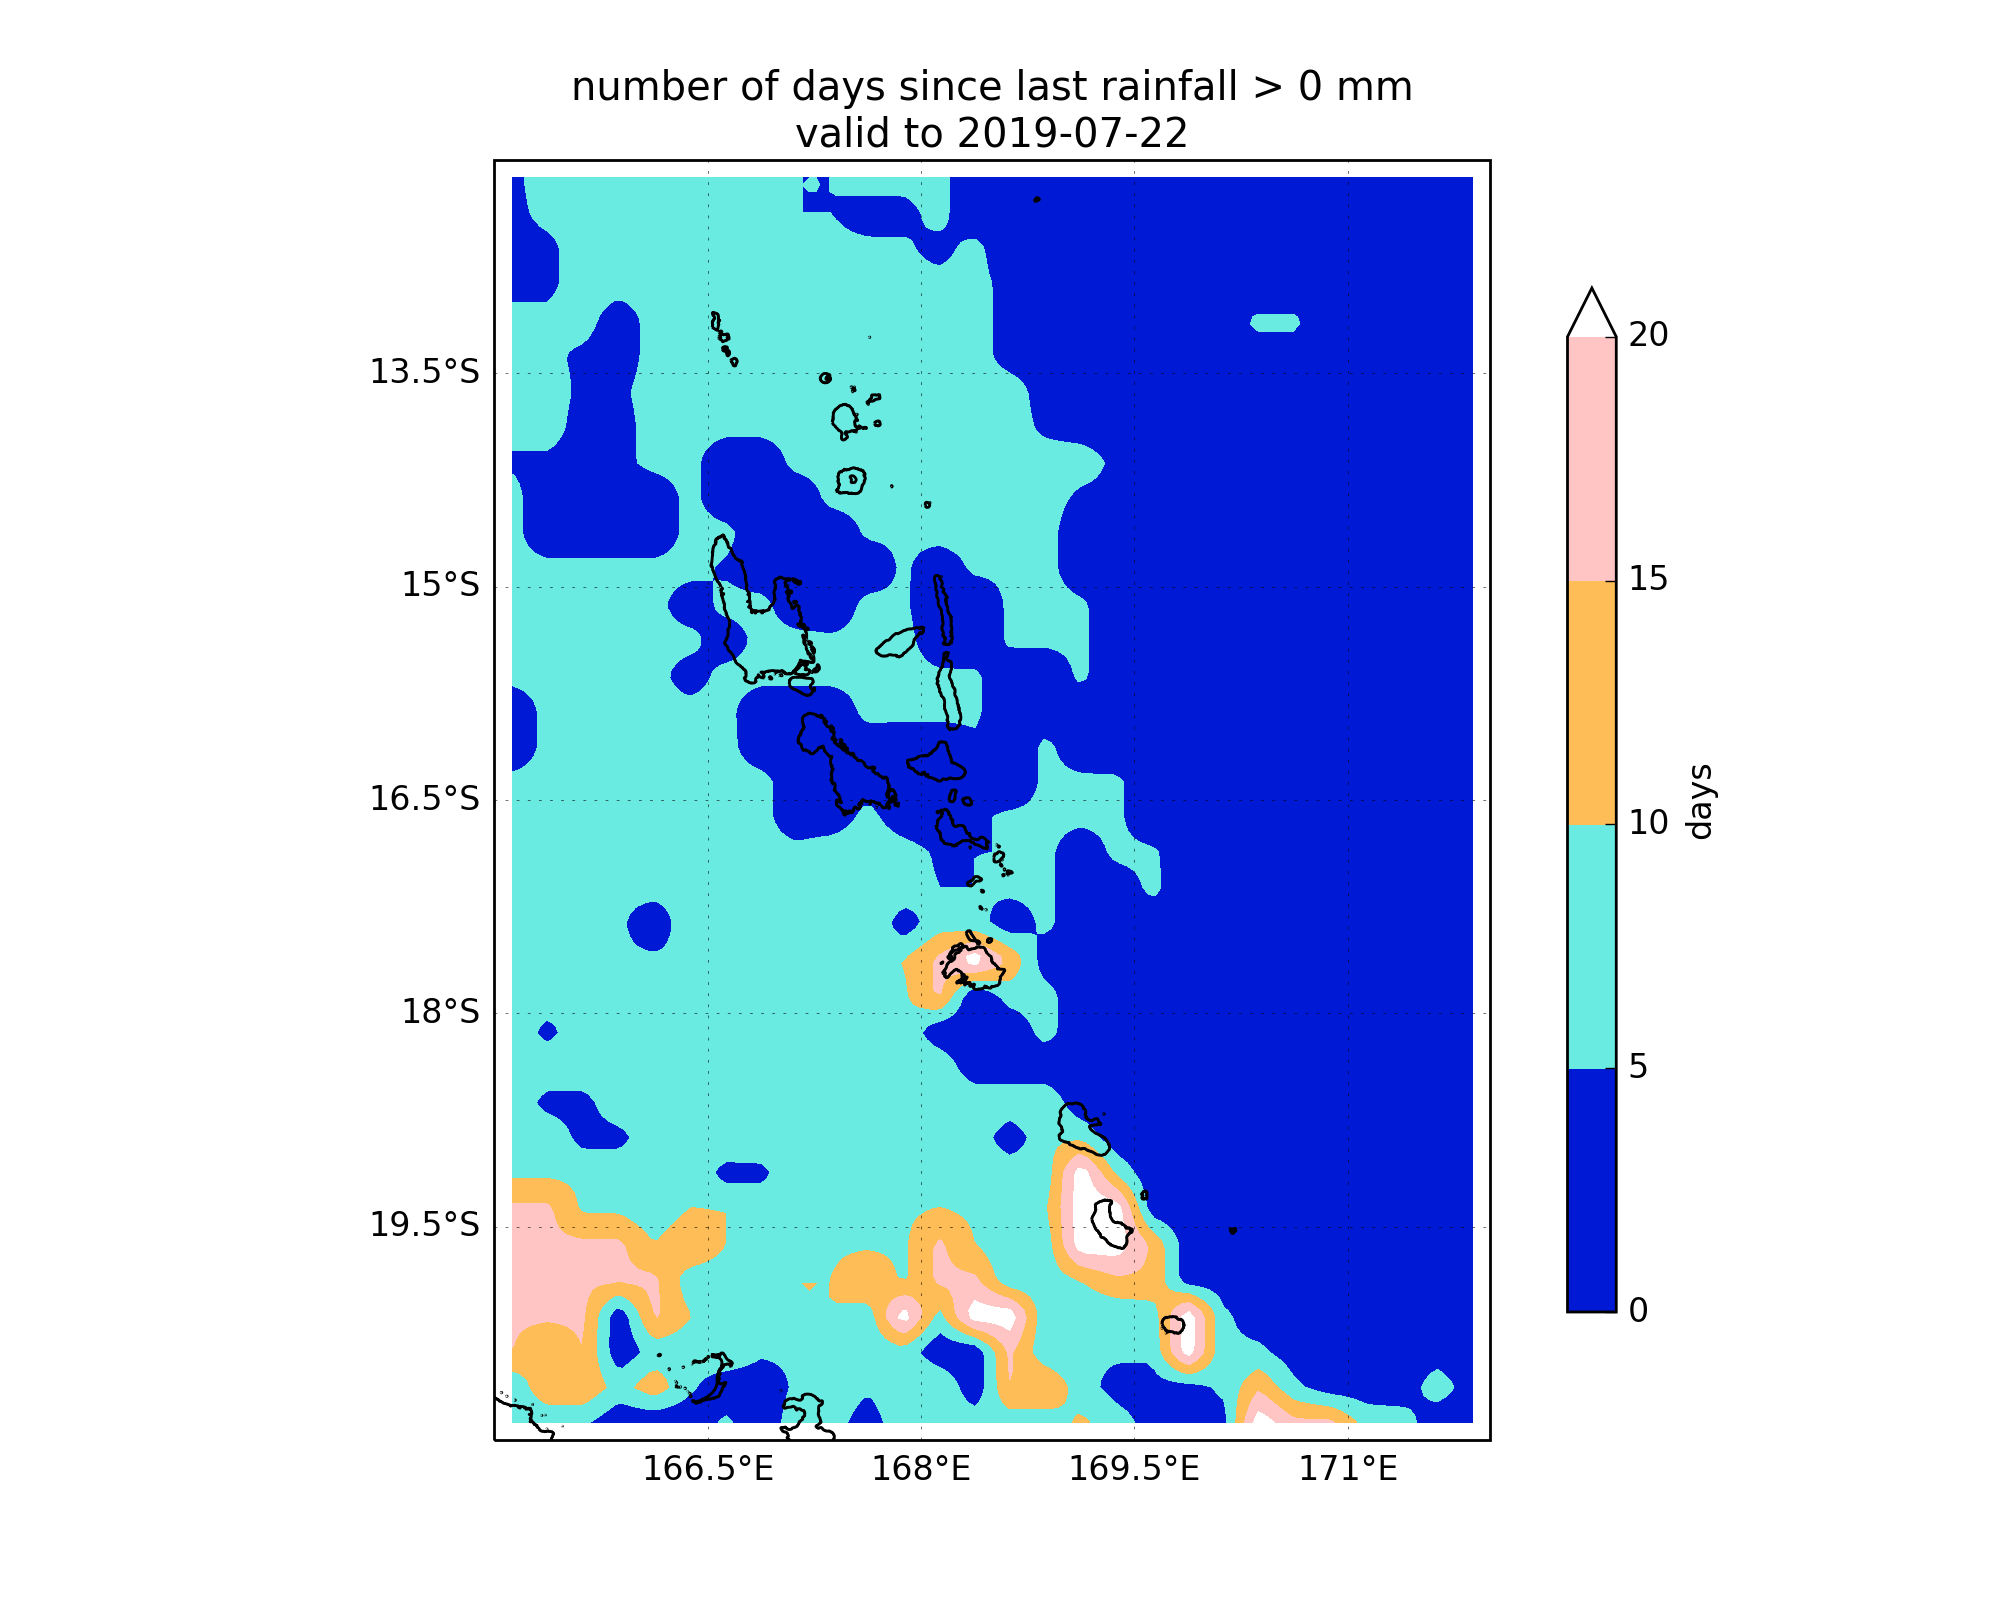 number of days since last rainfall > 0 mm
valid to 2019-07-22
13.5°S
15°S
16.5°S
18°S
19.5°S
166.5°E
168°E
169.5°E
171°E
20
15
10
5
0
days